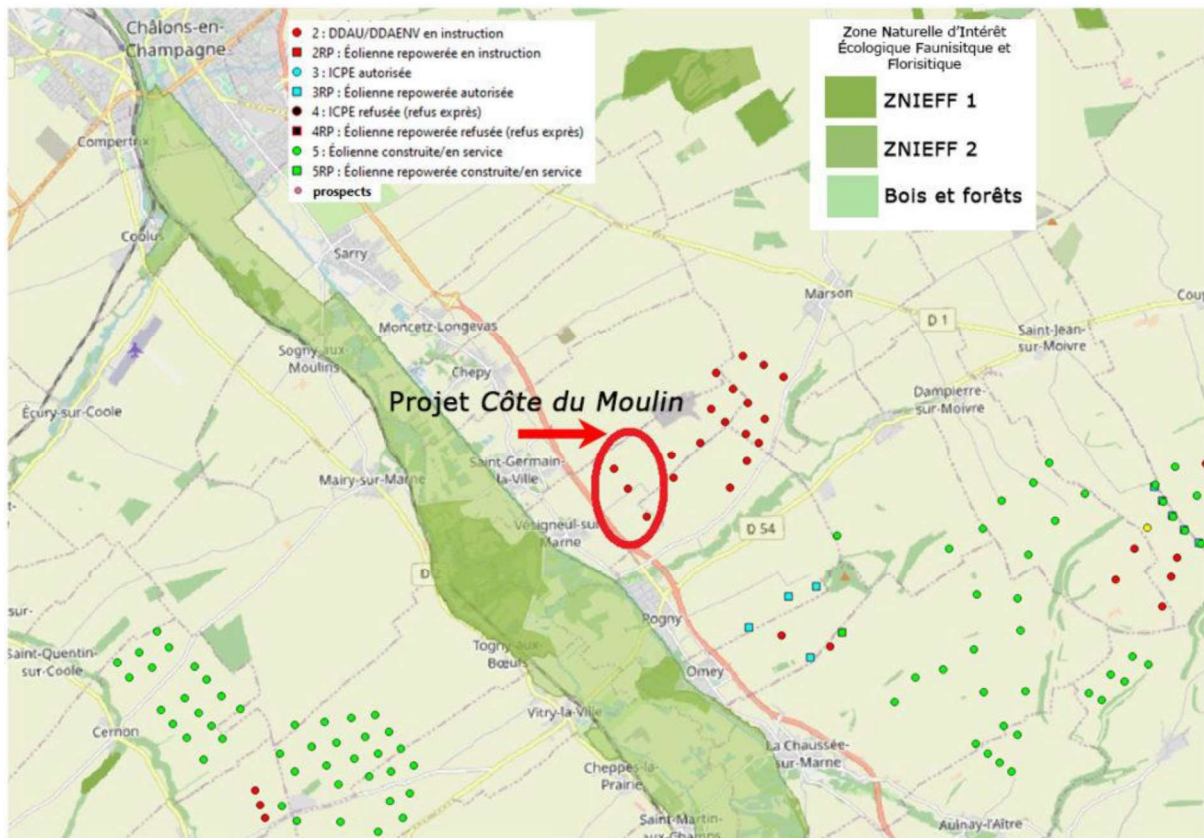 Châlons-en-
Champagne
2 : DDAU/DDAENV en instruction
2RP : Éolienne repowerée en instruction
3 : ICPE autorisée
3RP : Éolienne repowerée autorisée
4 : ICPE refusée (refus exprès)
4RP : Éolienne repowerée refusée (refus exprès)
5 : Éolienne construite/en service
5RP : Éolienne repowerée construite/en service
prospects
Zone Naturelle d'Intérêt
Écologique Faunisitque et
Florisitique
ZNIEFF 1
ZNIEFF 2
Bois et forêts
Compertrix
Coolus
Sarry
Marson
D 1
Saint-Jean
sur-Moivre
Moncetz-Longevas
Sogny-aux-
Moulins
Chepy
Écury-sur-Coole
Dampierre-
sur-Moivre
Projet Côte du Moulin
Saint-Germain-
la-Ville
Mairy-sur-Marne
Vésigneul-sur-
Marne
D 54
Pogny
Togny-aux-
Bœufs
Omey
sur-
Saint-Quentin-
sur-Coole
Cernon
Vitry-la-Ville
La Chaussée-
sur-Marne
Cheppes-la-
Prairie
Saint-Martin-
aux-Champs
Aulnay-l'Aître